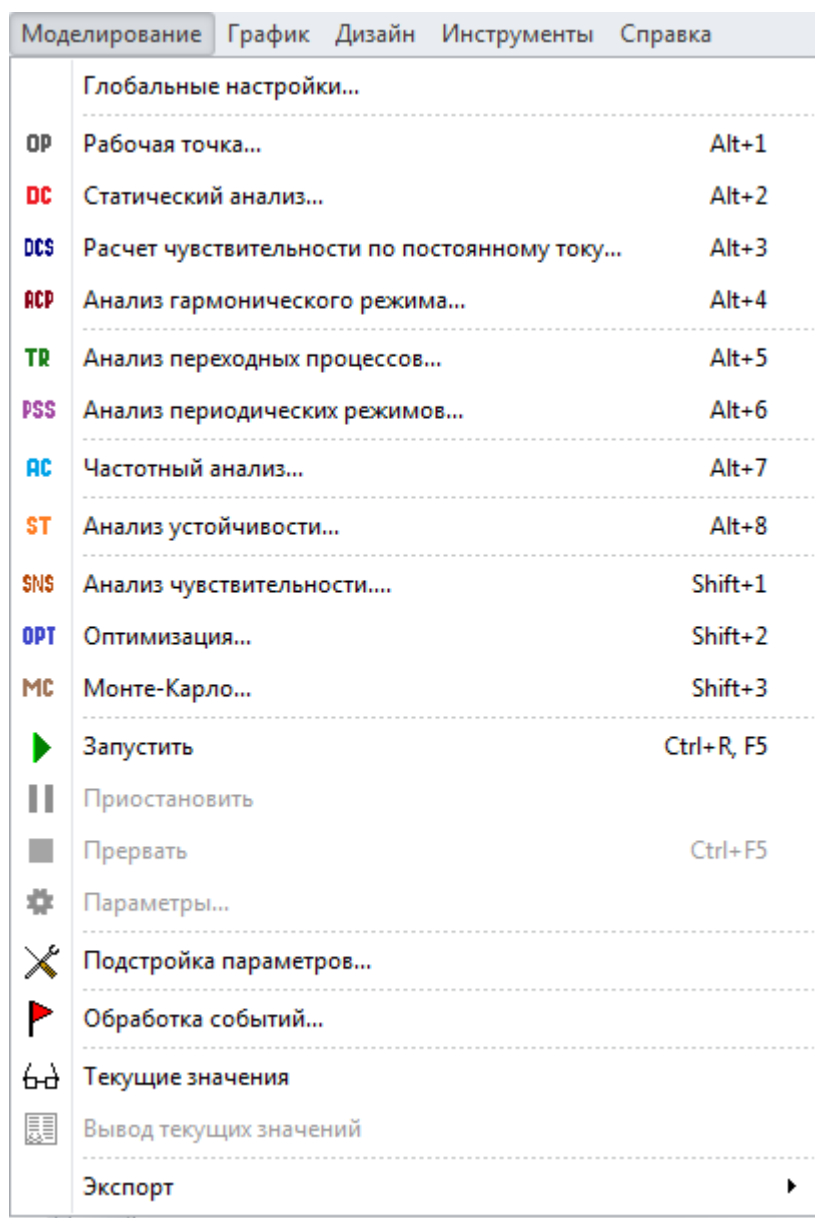 Моделирование График Дизайн Инструменты Справка
Глобальные настройки...
OP Рабочая точка... Alt+1
DC Статический анализ... Alt+2
DCS Расчет чувствительности по постоянному току... Alt+3
ACP Анализ гармонического режима... Alt+4
TR Анализ переходных процессов... Alt+5
PSS Анализ периодических режимов... Alt+6
AC Частотный анализ... Alt+7
ST Анализ устойчивости... Alt+8
SNS Анализ чувствительности.... Shift+1
OPT Оптимизация... Shift+2
MC Монте-Карло... Shift+3
Запустить Ctrl+R, F5
Приостановить
Прервать Ctrl+F5
Параметры...
Подстройка параметров...
Обработка событий...
Текущие значения
Вывод текущих значений
Экспорт